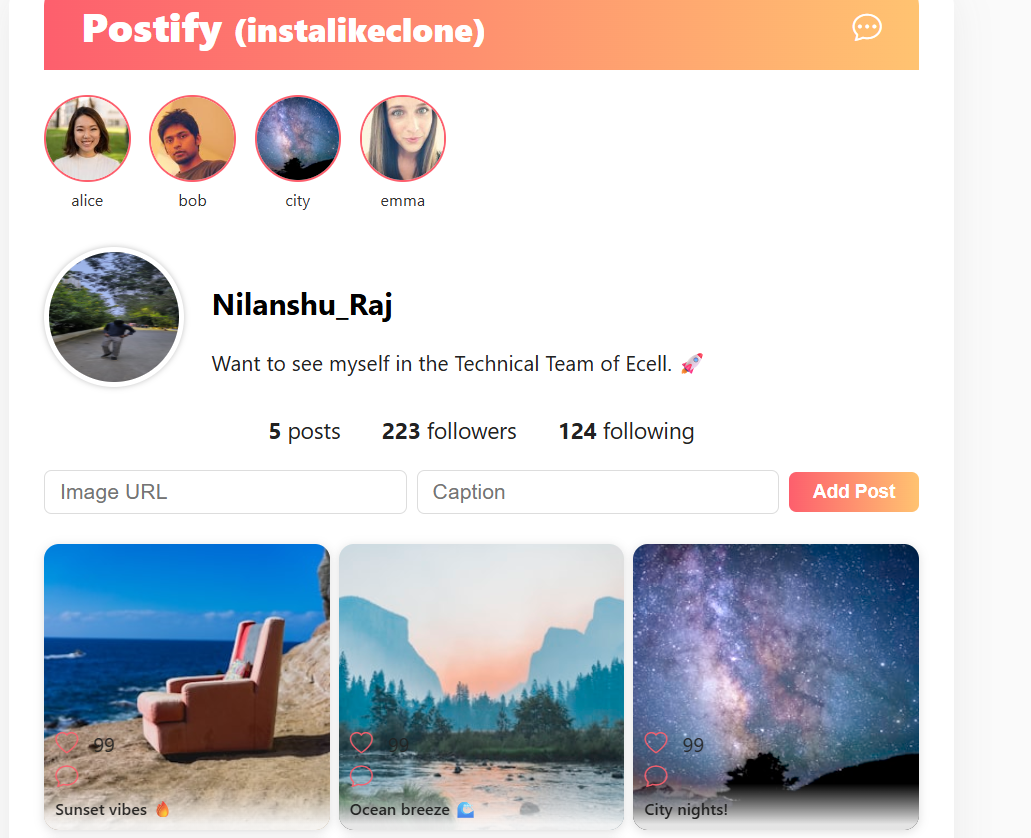 Postify (instalikeclone)
alice bob city emma
Nilanshu_Raj
Want to see myself in the Technical Team of Ecell. 🚀
5 posts 223 followers 124 following
Image URL Caption Add Post
99 99 99
Sunset vibes 🔥 Ocean breeze 🌊 City nights!